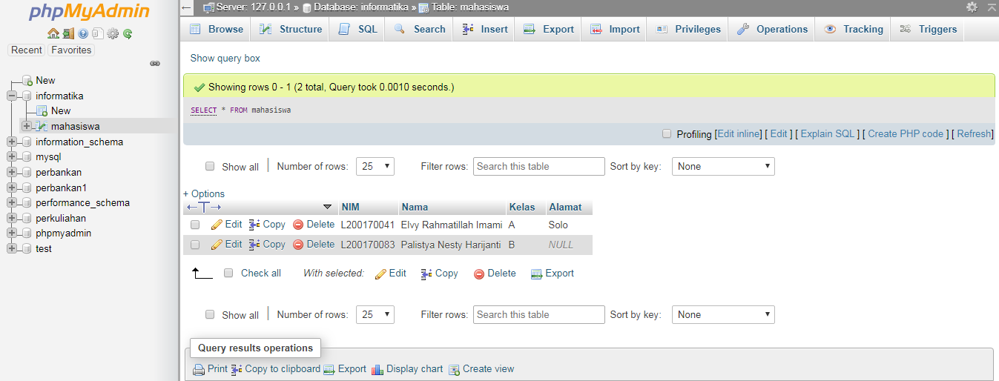 phpMyAdmin
Recent Favorites
New
informatika
New
mahasiswa
information_schema
mysql
perbankan
perbankan1
performance_schema
perkuliahan
phpmyadmin
test
Server: 127.0.0.1 » Database: informatika » Table: mahasiswa
Browse Structure SQL Search Insert Export Import Privileges Operations Tracking Triggers
Show query box
Showing rows 0 - 1 (2 total, Query took 0.0010 seconds.)
SELECT * FROM mahasiswa
Profiling [Edit inline] [ Edit ] [ Explain SQL ] [ Create PHP code ] [ Refresh]
Show all Number of rows: 25 Filter rows: Search this table Sort by key: None
+ Options
NIM Nama Kelas Alamat
Edit Copy Delete L200170041 Elvy Rahmatillah Imami A Solo
Edit Copy Delete L200170083 Palistya Nesty Harijanti B NULL
Check all With selected: Edit Copy Delete Export
Show all Number of rows: 25 Filter rows: Search this table Sort by key: None
Query results operations
Print Copy to clipboard Export Display chart Create view